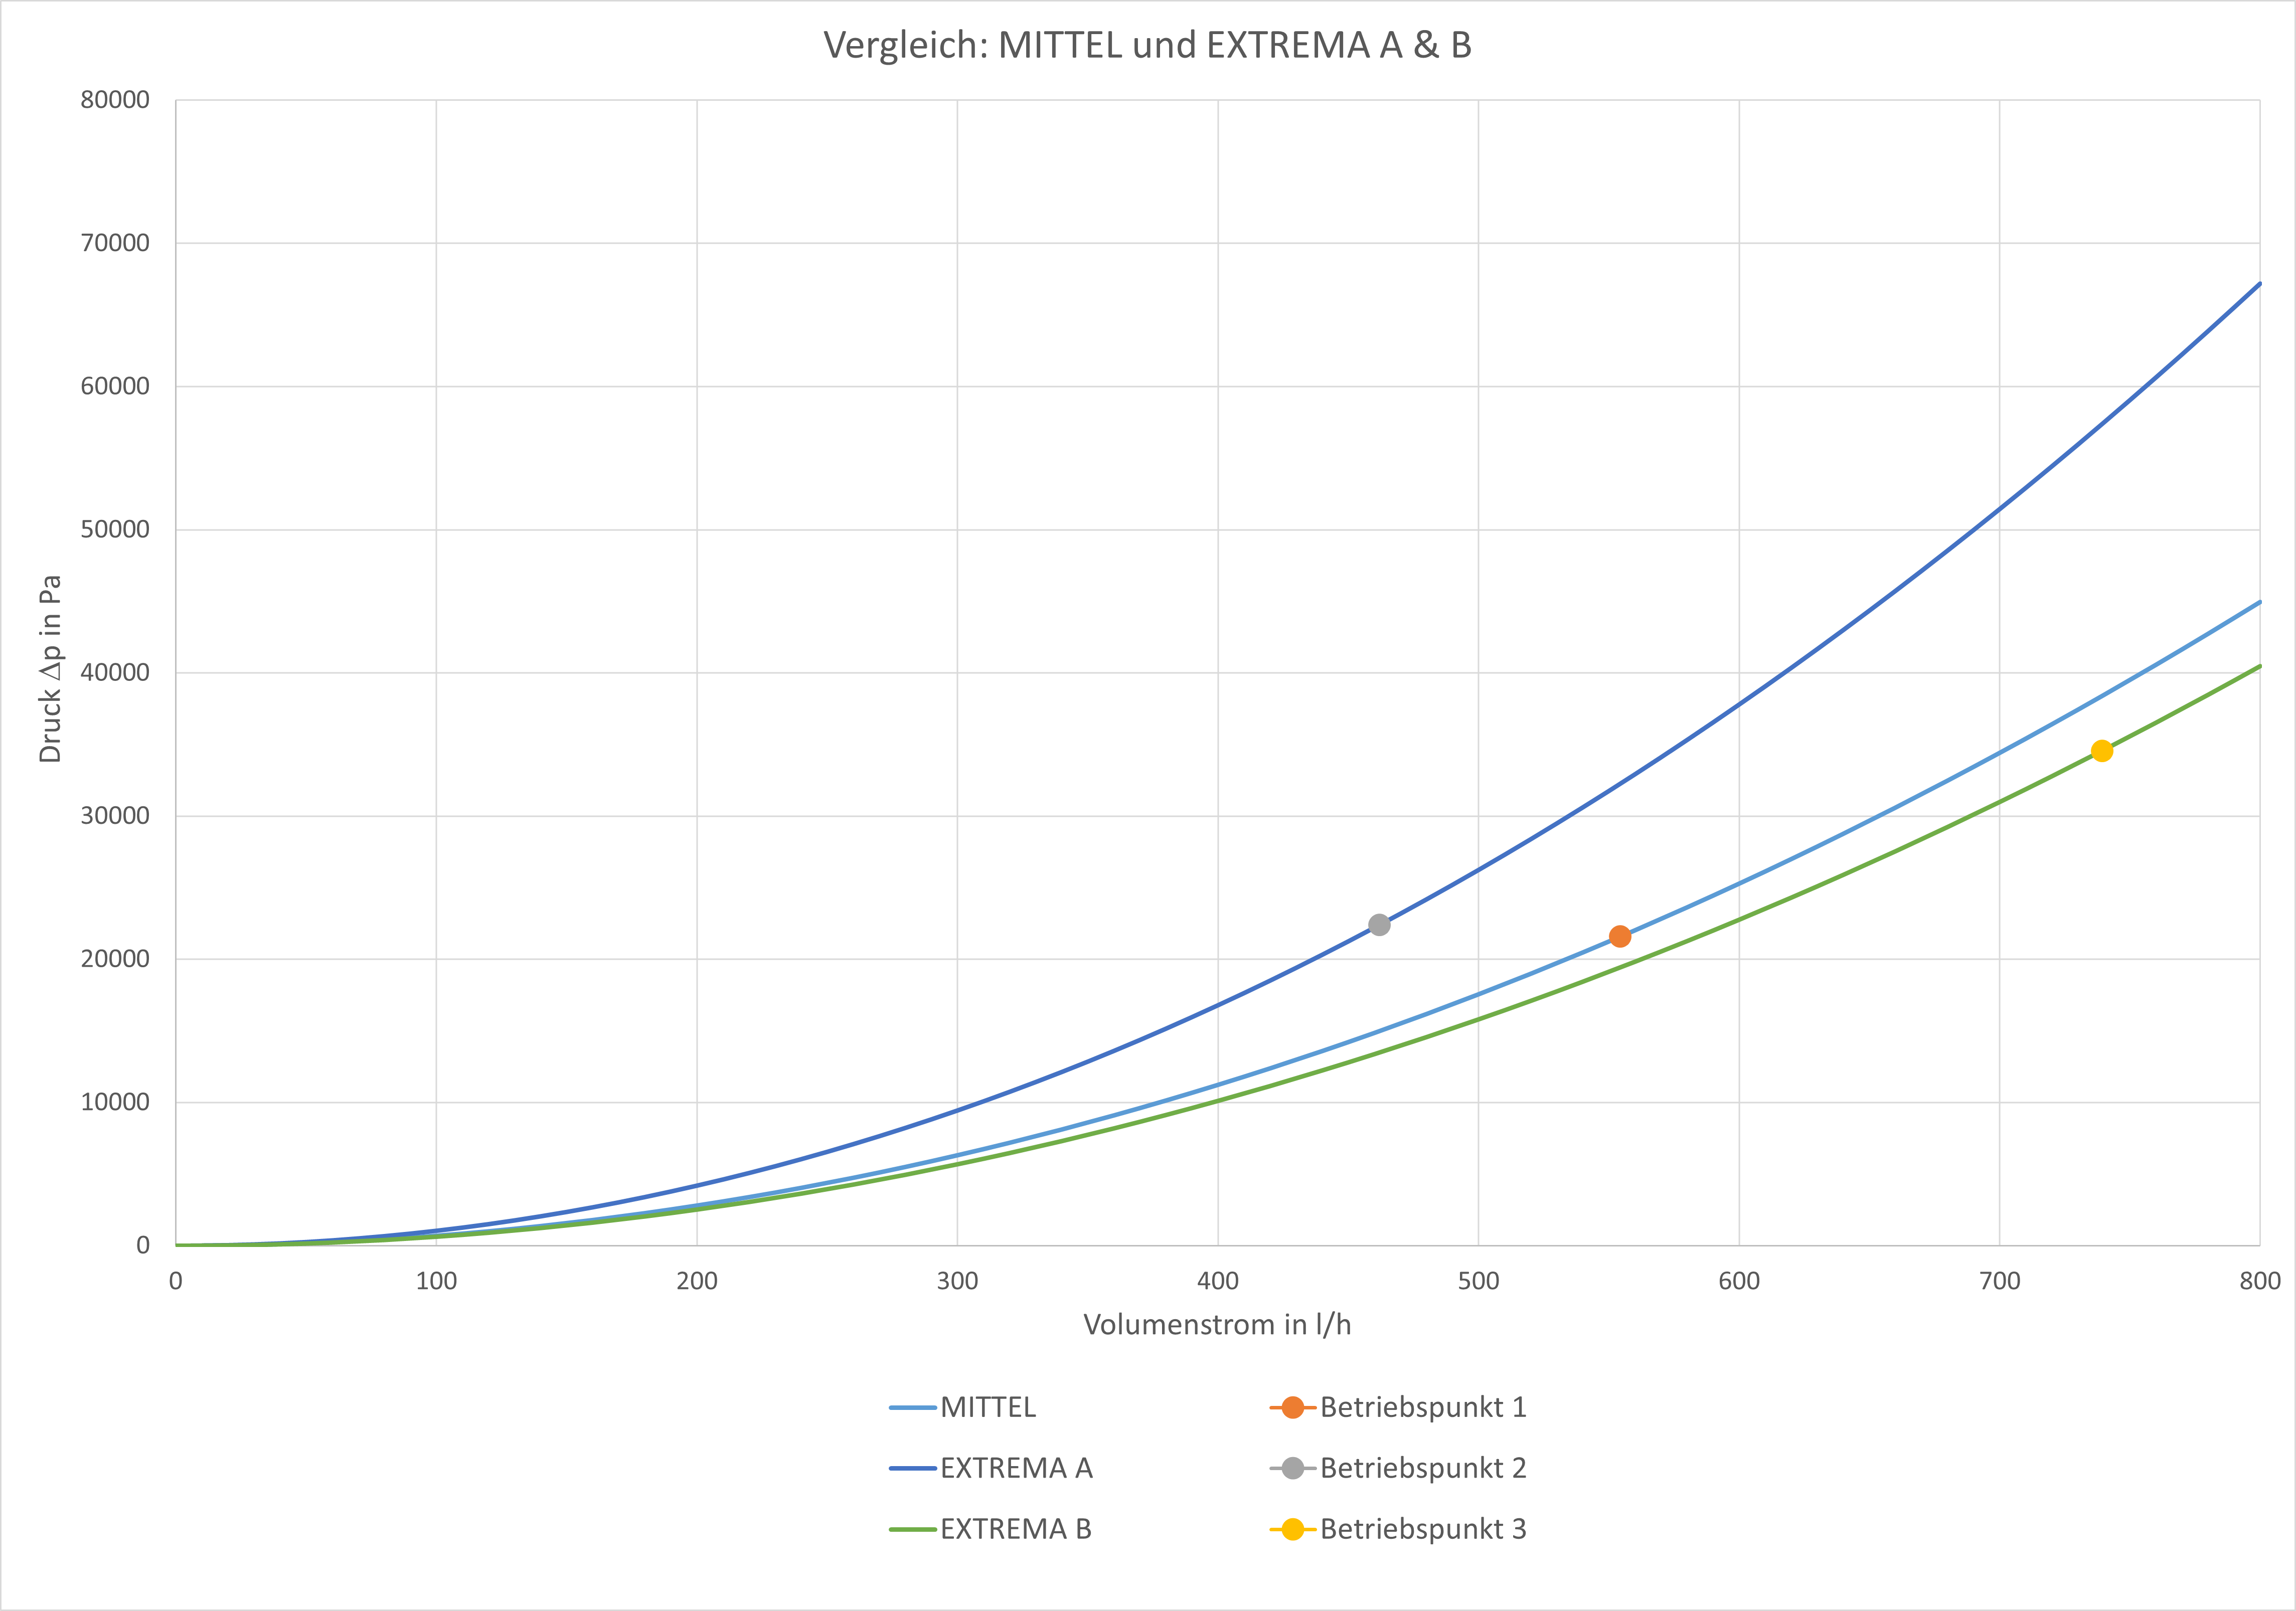 Vergleich: MITTEL und EXTREMA A & B
80000
70000
60000
50000
40000
30000
20000
10000
0
Druck Δp in Pa
0 100 200 300 400 500 600 700 800
Volumenstrom in l/h
MITTEL Betriebspunkt 1
EXTREMA A Betriebspunkt 2
EXTREMA B Betriebspunkt 3